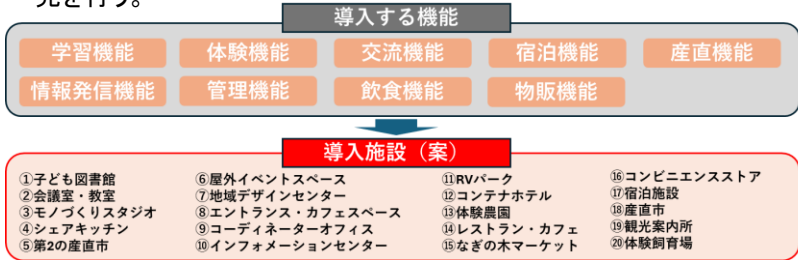 導入する機能
学習機能 体験機能 交流機能 宿泊機能 産直機能
情報発信機能 管理機能 飲食機能 物販機能
導入施設（案）
①子ども図書館
②会議室・教室
③モノづくりスタジオ
④シェアキッチン
⑤第2の産直市
⑥屋外イベントスペース
⑦地域デザインセンター
⑧エントランス・カフェスペース
⑨コーディネーターオフィス
⑩インフォメーションセンター
⑪RVパーク
⑫コンテナホテル
⑬体験農園
⑭レストラン・カフェ
⑮なぎの木マーケット
⑯コンビニエンスストア
⑰宿泊施設
⑱産直市
⑲観光案内所
⑳体験飼育場